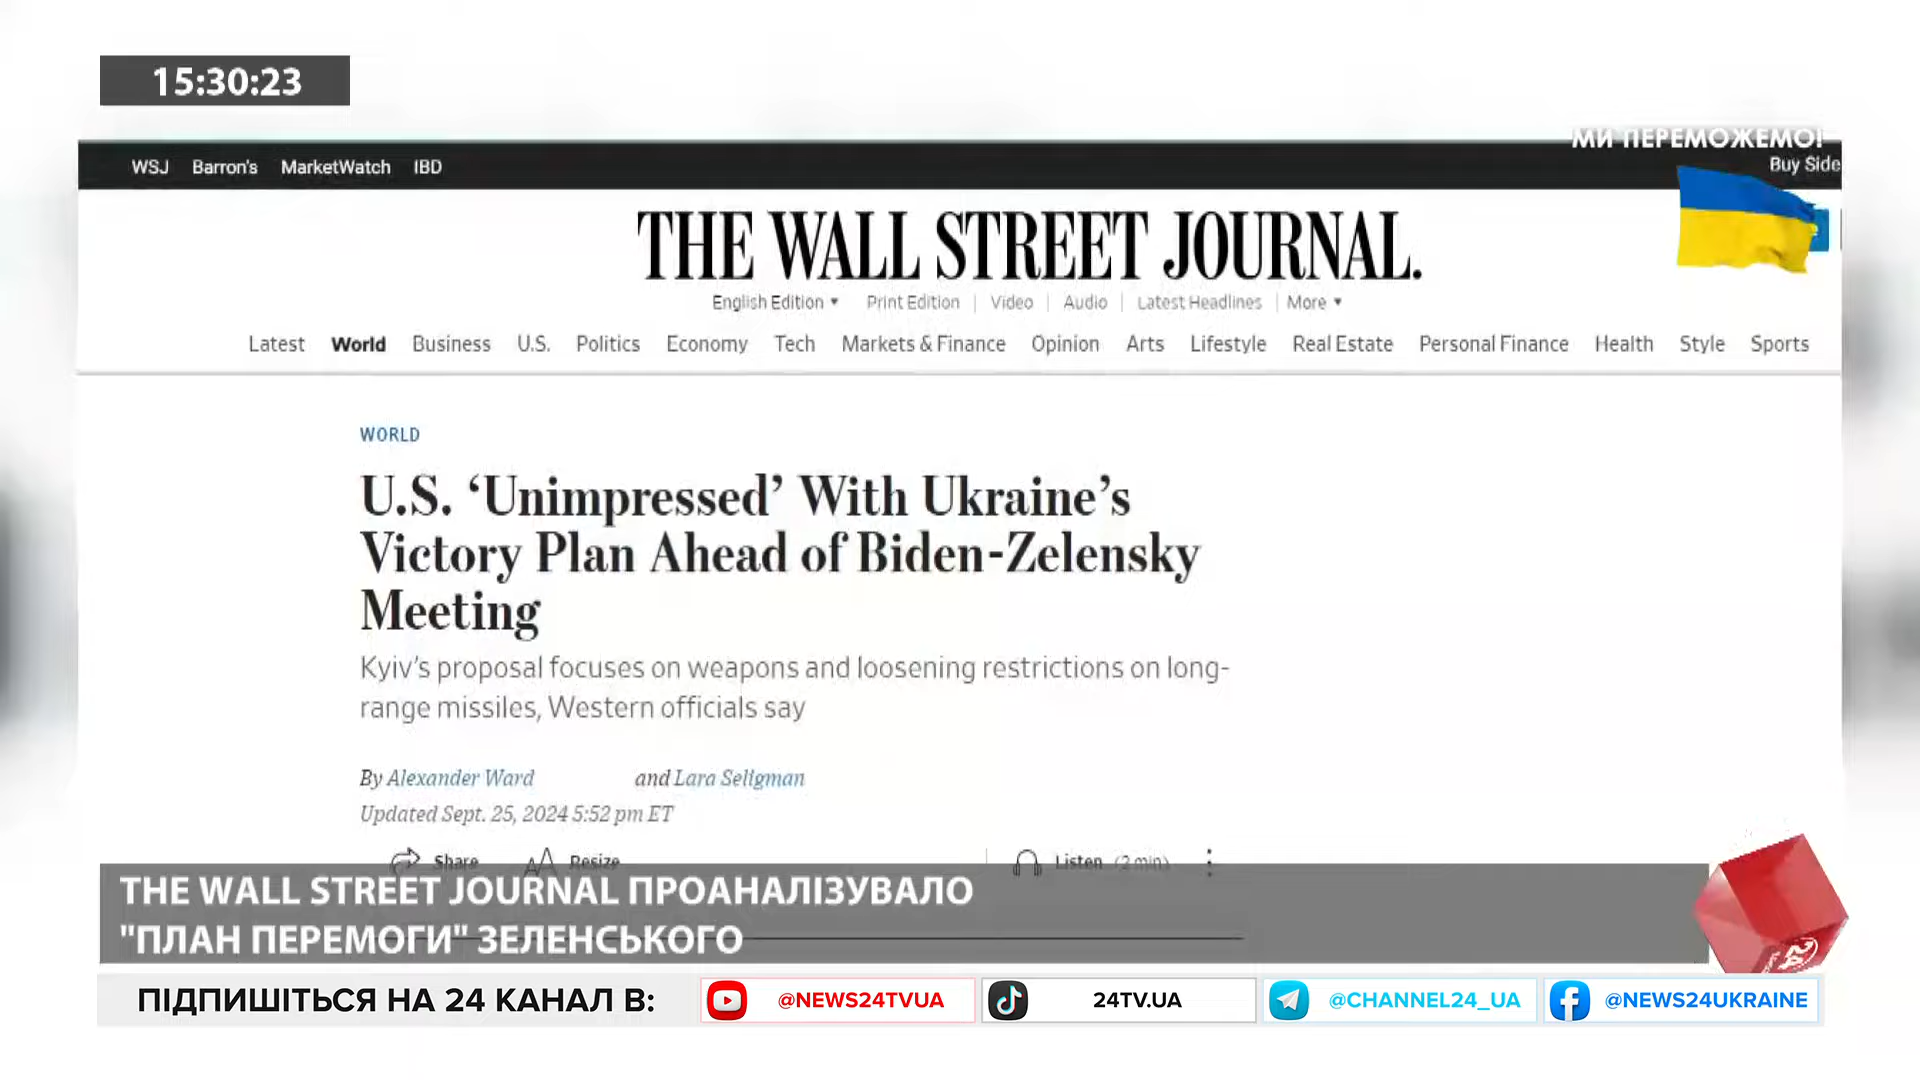 15:30:23
МИ ПЕРЕМОЖЕМО!
WSJ Barron's MarketWatch IBD
Buy Side
THE WALL STREET JOURNAL.
English Edition Print Edition Video Audio Latest Headlines More
Latest World Business U.S. Politics Economy Tech Markets & Finance Opinion Arts Lifestyle Real Estate Personal Finance Health Style Sports
WORLD
U.S. ‘Unimpressed’ With Ukraine’s
Victory Plan Ahead of Biden-Zelensky
Meeting
Kyiv’s proposal focuses on weapons and loosening restrictions on long-
range missiles, Western officials say
By Alexander Ward and Lara Seligman
Updated Sept. 25, 2024 5:52 pm ET
Share AA Resize Listen (2 min)
THE WALL STREET JOURNAL ПРОАНАЛІЗУВАЛО
"ПЛАН ПЕРЕМОГИ" ЗЕЛЕНСЬКОГО
ПІДПИШІТЬСЯ НА 24 КАНАЛ В: @NEWS24TVUA 24TV.UA @CHANNEL24_UA @NEWS24UKRAINE